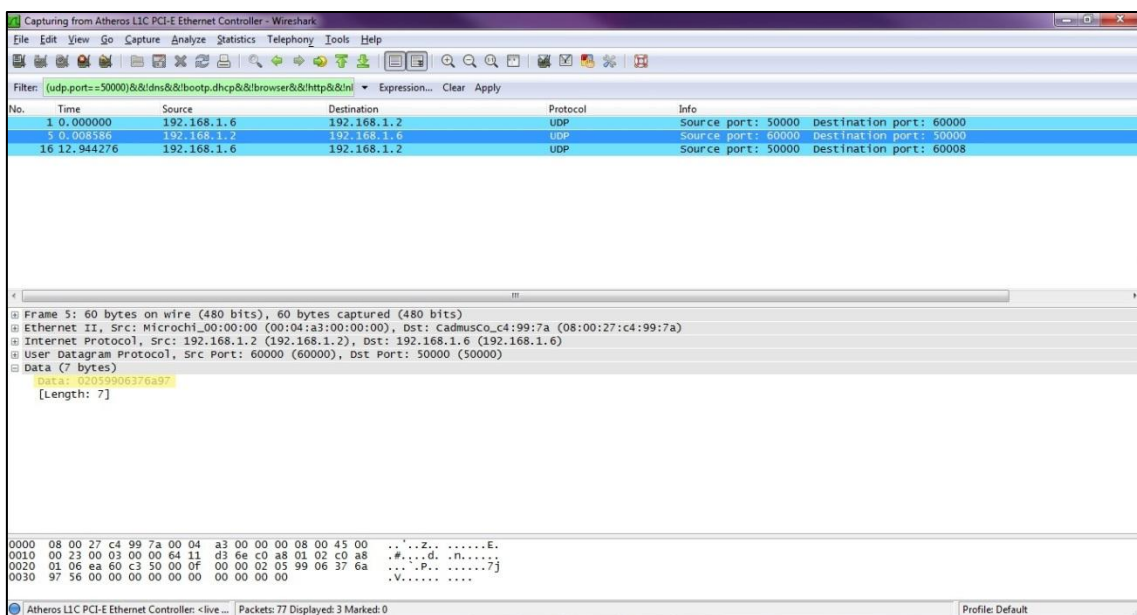 Capturing from Atheros L1C PCI-E Ethernet Controller - Wireshark
File Edit View Go Capture Analyze Statistics Telephony Tools Help
Filter: (udp.port==50000)&&!dns&&!bootp.dhcp&&!browser&&!http&&!nl Expression... Clear Apply
No. Time Source Destination Protocol Info
1 0.000000 192.168.1.6 192.168.1.2 UDP Source port: 50000 Destination port: 60000
5 0.008586 192.168.1.2 192.168.1.6 UDP Source port: 60000 Destination port: 50000
16 12.944276 192.168.1.6 192.168.1.2 UDP Source port: 50000 Destination port: 60008
Frame 5: 60 bytes on wire (480 bits), 60 bytes captured (480 bits)
Ethernet II, Src: Microchi_00:00:00 (00:04:a3:00:00:00), Dst: CadmusCo_c4:99:7a (08:00:27:c4:99:7a)
Internet Protocol, Src: 192.168.1.2 (192.168.1.2), Dst: 192.168.1.6 (192.168.1.6)
User Datagram Protocol, Src Port: 60000 (60000), Dst Port: 50000 (50000)
Data (7 bytes)
Data: 02059906376a97
[Length: 7]
0000 08 00 27 c4 99 7a 00 04 a3 00 00 00 08 00 45 00 ..'..z.. ......E.
0010 00 23 00 03 00 00 64 11 d3 6e c0 a8 01 02 c0 a8 .#....d. .n......
0020 01 06 ea 60 c3 50 00 0f 00 00 02 05 99 06 37 6a ...`.P.. ......7j
0030 97 56 00 00 00 00 00 00 00 00 00 00 .V...... ....
Atheros L1C PCI-E Ethernet Controller: <live ... Packets: 77 Displayed: 3 Marked: 0 Profile: Default